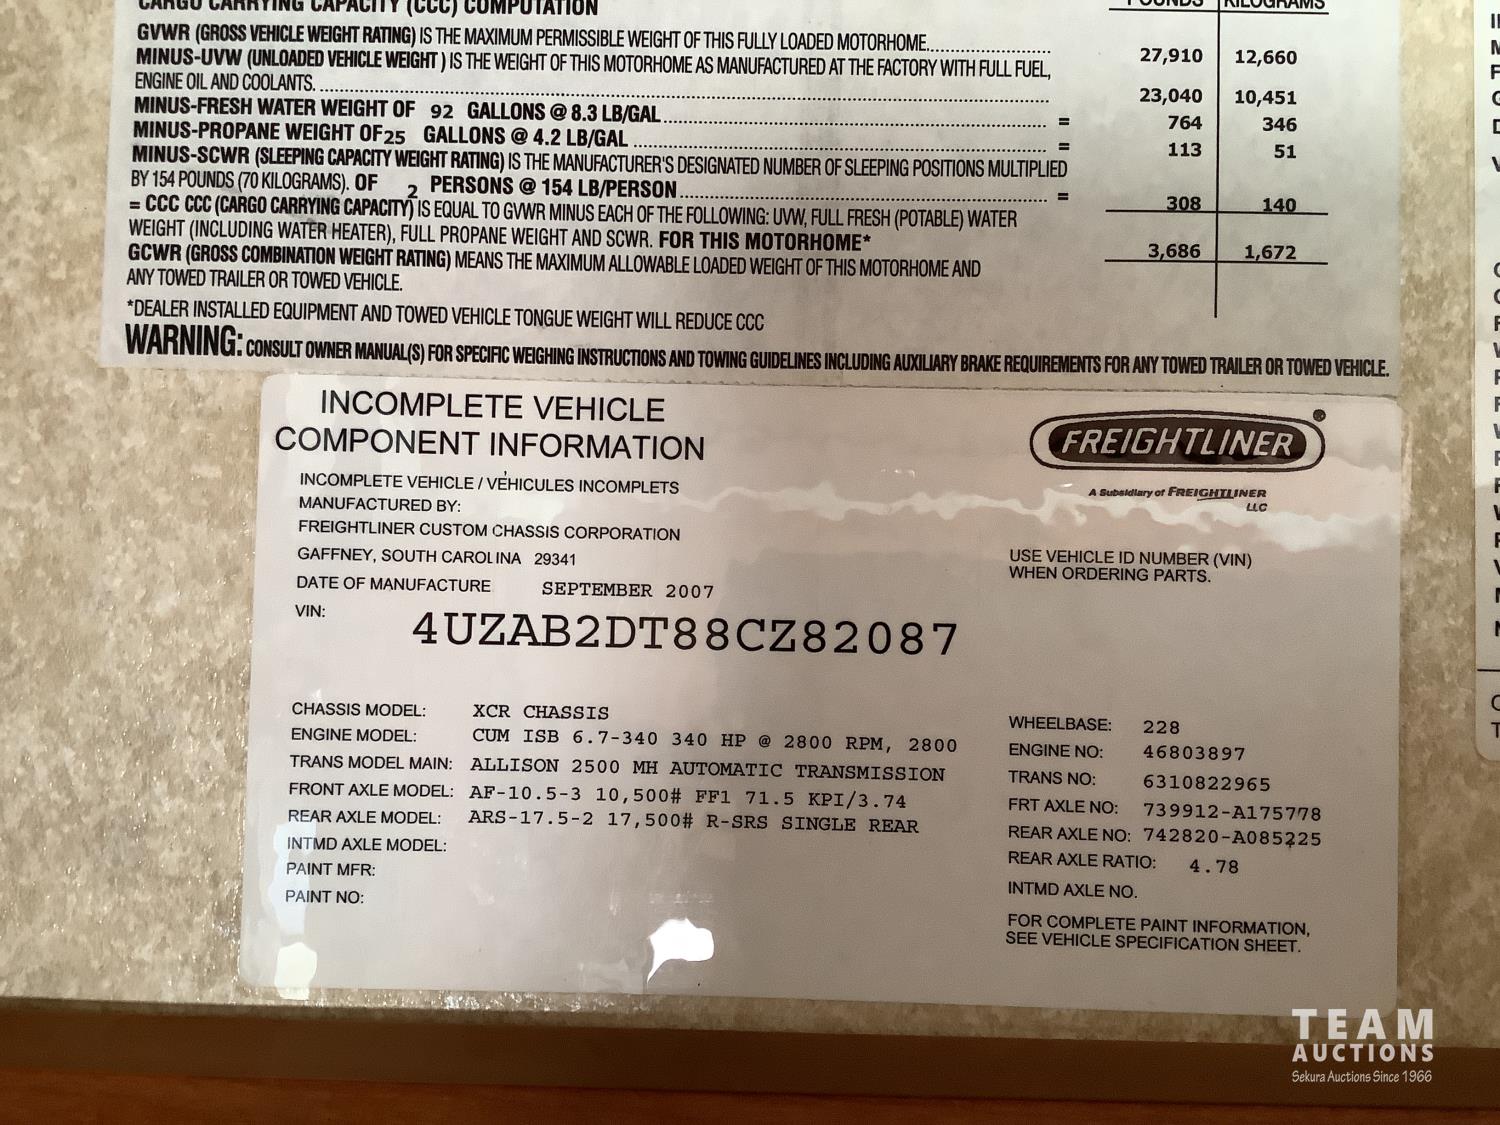 CARGO CARRYING CAPACITY (CCC) COMPUTATION
POUNDS KILOGRAMS
GVWR (GROSS VEHICLE WEIGHT RATING) IS THE MAXIMUM PERMISSIBLE WEIGHT OF THIS FULLY LOADED MOTORHOME............................ 27,910 12,660
MINUS-UVW (UNLOADED VEHICLE WEIGHT ) IS THE WEIGHT OF THIS MOTORHOME AS MANUFACTURED AT THE FACTORY WITH FULL FUEL,
ENGINE OIL AND COOLANTS............................ 23,040 10,451
MINUS-FRESH WATER WEIGHT OF 92 GALLONS @ 8.3 LB/GAL............................ = 764 346
MINUS-PROPANE WEIGHT OF 25 GALLONS @ 4.2 LB/GAL ............................ = 113 51
MINUS-SCWR (SLEEPING CAPACITY WEIGHT RATING) IS THE MANUFACTURER'S DESIGNATED NUMBER OF SLEEPING POSITIONS MULTIPLIED
BY 154 POUNDS (70 KILOGRAMS). OF 2 PERSONS @ 154 LB/PERSON............................ = 308 140
= CCC CCC (CARGO CARRYING CAPACITY) IS EQUAL TO GVWR MINUS EACH OF THE FOLLOWING: UVW, FULL FRESH (POTABLE) WATER
WEIGHT (INCLUDING WATER HEATER), FULL PROPANE WEIGHT AND SCWR. FOR THIS MOTORHOME* 3,686 1,672
GCWR (GROSS COMBINATION WEIGHT RATING) MEANS THE MAXIMUM ALLOWABLE LOADED WEIGHT OF THIS MOTORHOME AND
ANY TOWED TRAILER OR TOWED VEHICLE.
*DEALER INSTALLED EQUIPMENT AND TOWED VEHICLE TONGUE WEIGHT WILL REDUCE CCC
WARNING: CONSULT OWNER MANUAL(S) FOR SPECIFIC WEIGHING INSTRUCTIONS AND TOWING GUIDELINES INCLUDING AUXILIARY BRAKE REQUIREMENTS FOR ANY TOWED TRAILER OR TOWED VEHICLE.
INCOMPLETE VEHICLE
COMPONENT INFORMATION
FREIGHTLINER®
A Subsidiary of FREIGHTLINER
LLC
INCOMPLETE VEHICLE / VEHICULES INCOMPLETS
MANUFACTURED BY:
FREIGHTLINER CUSTOM CHASSIS CORPORATION
GAFFNEY, SOUTH CAROLINA 29341
DATE OF MANUFACTURE SEPTEMBER 2007
USE VEHICLE ID NUMBER (VIN)
WHEN ORDERING PARTS.
VIN: 4UZAB2DT88CZ82087
CHASSIS MODEL: XCR CHASSIS
ENGINE MODEL: CUM ISB 6.7-340 340 HP @ 2800 RPM, 2800
TRANS MODEL MAIN: ALLISON 2500 MH AUTOMATIC TRANSMISSION
FRONT AXLE MODEL: AF-10.5-3 10,500# FF1 71.5 KPI/3.74
REAR AXLE MODEL: ARS-17.5-2 17,500# R-SRS SINGLE REAR
INTMD AXLE MODEL:
PAINT MFR:
PAINT NO:
WHEELBASE: 228
ENGINE NO: 46803897
TRANS NO: 6310822965
FRT AXLE NO: 739912-A175778
REAR AXLE NO: 742820-A085225
REAR AXLE RATIO: 4.78
INTMD AXLE NO.
FOR COMPLETE PAINT INFORMATION,
SEE VEHICLE SPECIFICATION SHEET.
TEAM
AUCTIONS
Sekura Auctions Since 1966